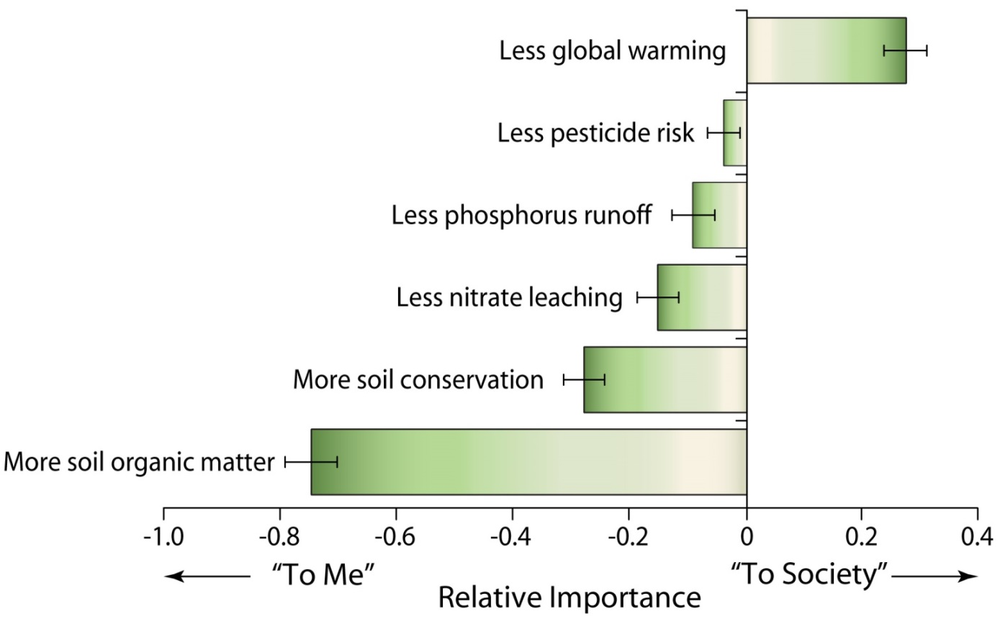 Less global warming
Less pesticide risk
Less phosphorus runoff
Less nitrate leaching
More soil conservation
More soil organic matter
-1.0 -0.8 -0.6 -0.4 -0.2 0 0.2 0.4
“To Me” “To Society”
Relative Importance